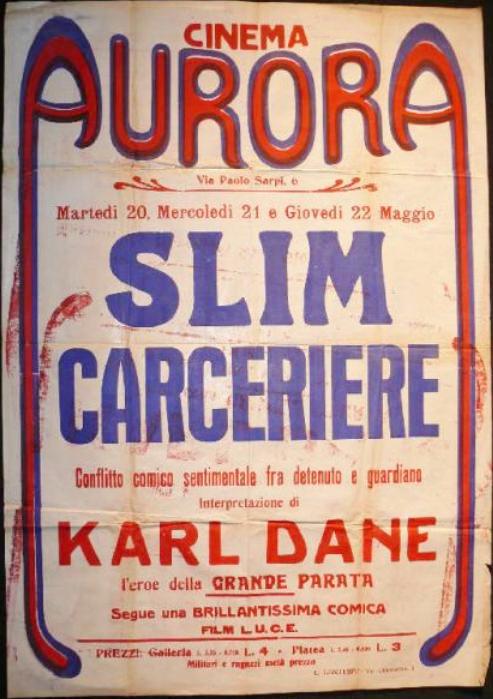 CINEMA
AURORA
Via Paolo Sarpi, 6
Martedì 20, Mercoledì 21 e Giovedì 22 Maggio
SLIM
CARCERIERE
Conflitto comico sentimentale fra detenuto e guardiano
Interpretazione di
KARL DANE
l'eroe della GRANDE PARATA
Segue una BRILLANTISSIMA COMICA
FILM L.U.C.E.
PREZZI: Galleria L. 4 - Platea L. 3
Militari e ragazzi metà prezzo